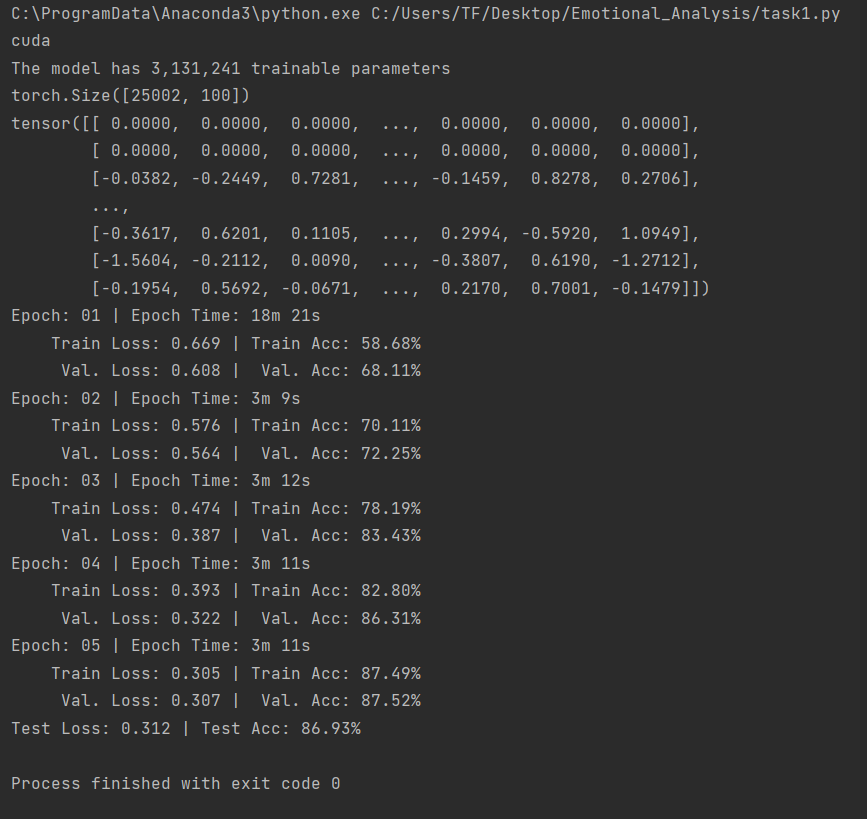 C:\ProgramData\Anaconda3\python.exe C:/Users/TF/Desktop/Emotional_Analysis/task1.py
cuda
The model has 3,131,241 trainable parameters
torch.Size([25002, 100])
tensor([[ 0.0000,  0.0000,  0.0000,  ...,  0.0000,  0.0000,  0.0000],
        [ 0.0000,  0.0000,  0.0000,  ...,  0.0000,  0.0000,  0.0000],
        [-0.0382, -0.2449,  0.7281,  ..., -0.1459,  0.8278,  0.2706],
        ...,
        [-0.3617,  0.6201,  0.1105,  ...,  0.2994, -0.5920,  1.0949],
        [-1.5604, -0.2112,  0.0090,  ..., -0.3807,  0.6190, -1.2712],
        [-0.1954,  0.5692, -0.0671,  ...,  0.2170,  0.7001, -0.1479]])
Epoch: 01 | Epoch Time: 18m 21s
    Train Loss: 0.669 | Train Acc: 58.68%
     Val. Loss: 0.608 |  Val. Acc: 68.11%
Epoch: 02 | Epoch Time: 3m 9s
    Train Loss: 0.576 | Train Acc: 70.11%
     Val. Loss: 0.564 |  Val. Acc: 72.25%
Epoch: 03 | Epoch Time: 3m 12s
    Train Loss: 0.474 | Train Acc: 78.19%
     Val. Loss: 0.387 |  Val. Acc: 83.43%
Epoch: 04 | Epoch Time: 3m 11s
    Train Loss: 0.393 | Train Acc: 82.80%
     Val. Loss: 0.322 |  Val. Acc: 86.31%
Epoch: 05 | Epoch Time: 3m 11s
    Train Loss: 0.305 | Train Acc: 87.49%
     Val. Loss: 0.307 |  Val. Acc: 87.52%
Test Loss: 0.312 | Test Acc: 86.93%

Process finished with exit code 0